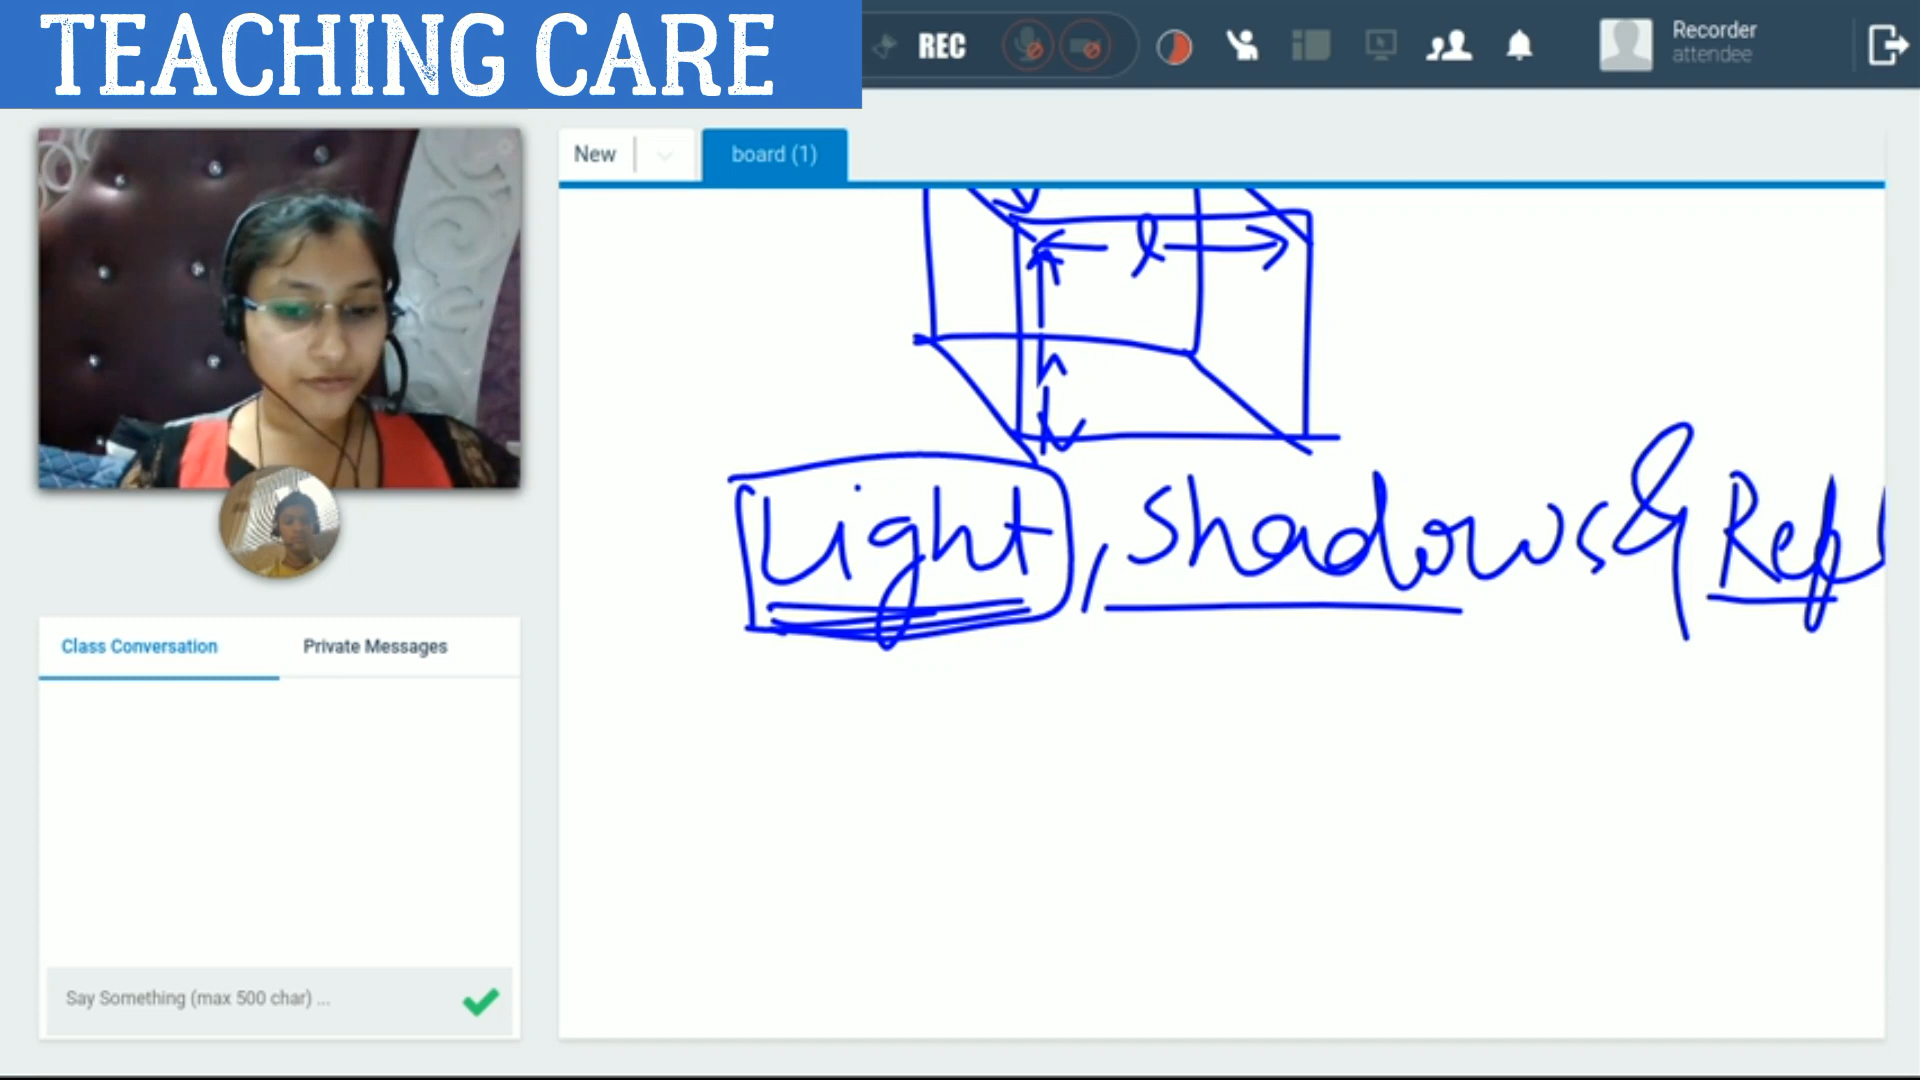 TEACHING CARE
REC
Recorder
attendee
New
board (1)
l
h
Light, Shadows & Refl
Class Conversation
Private Messages
Say Something (max 500 char) ...